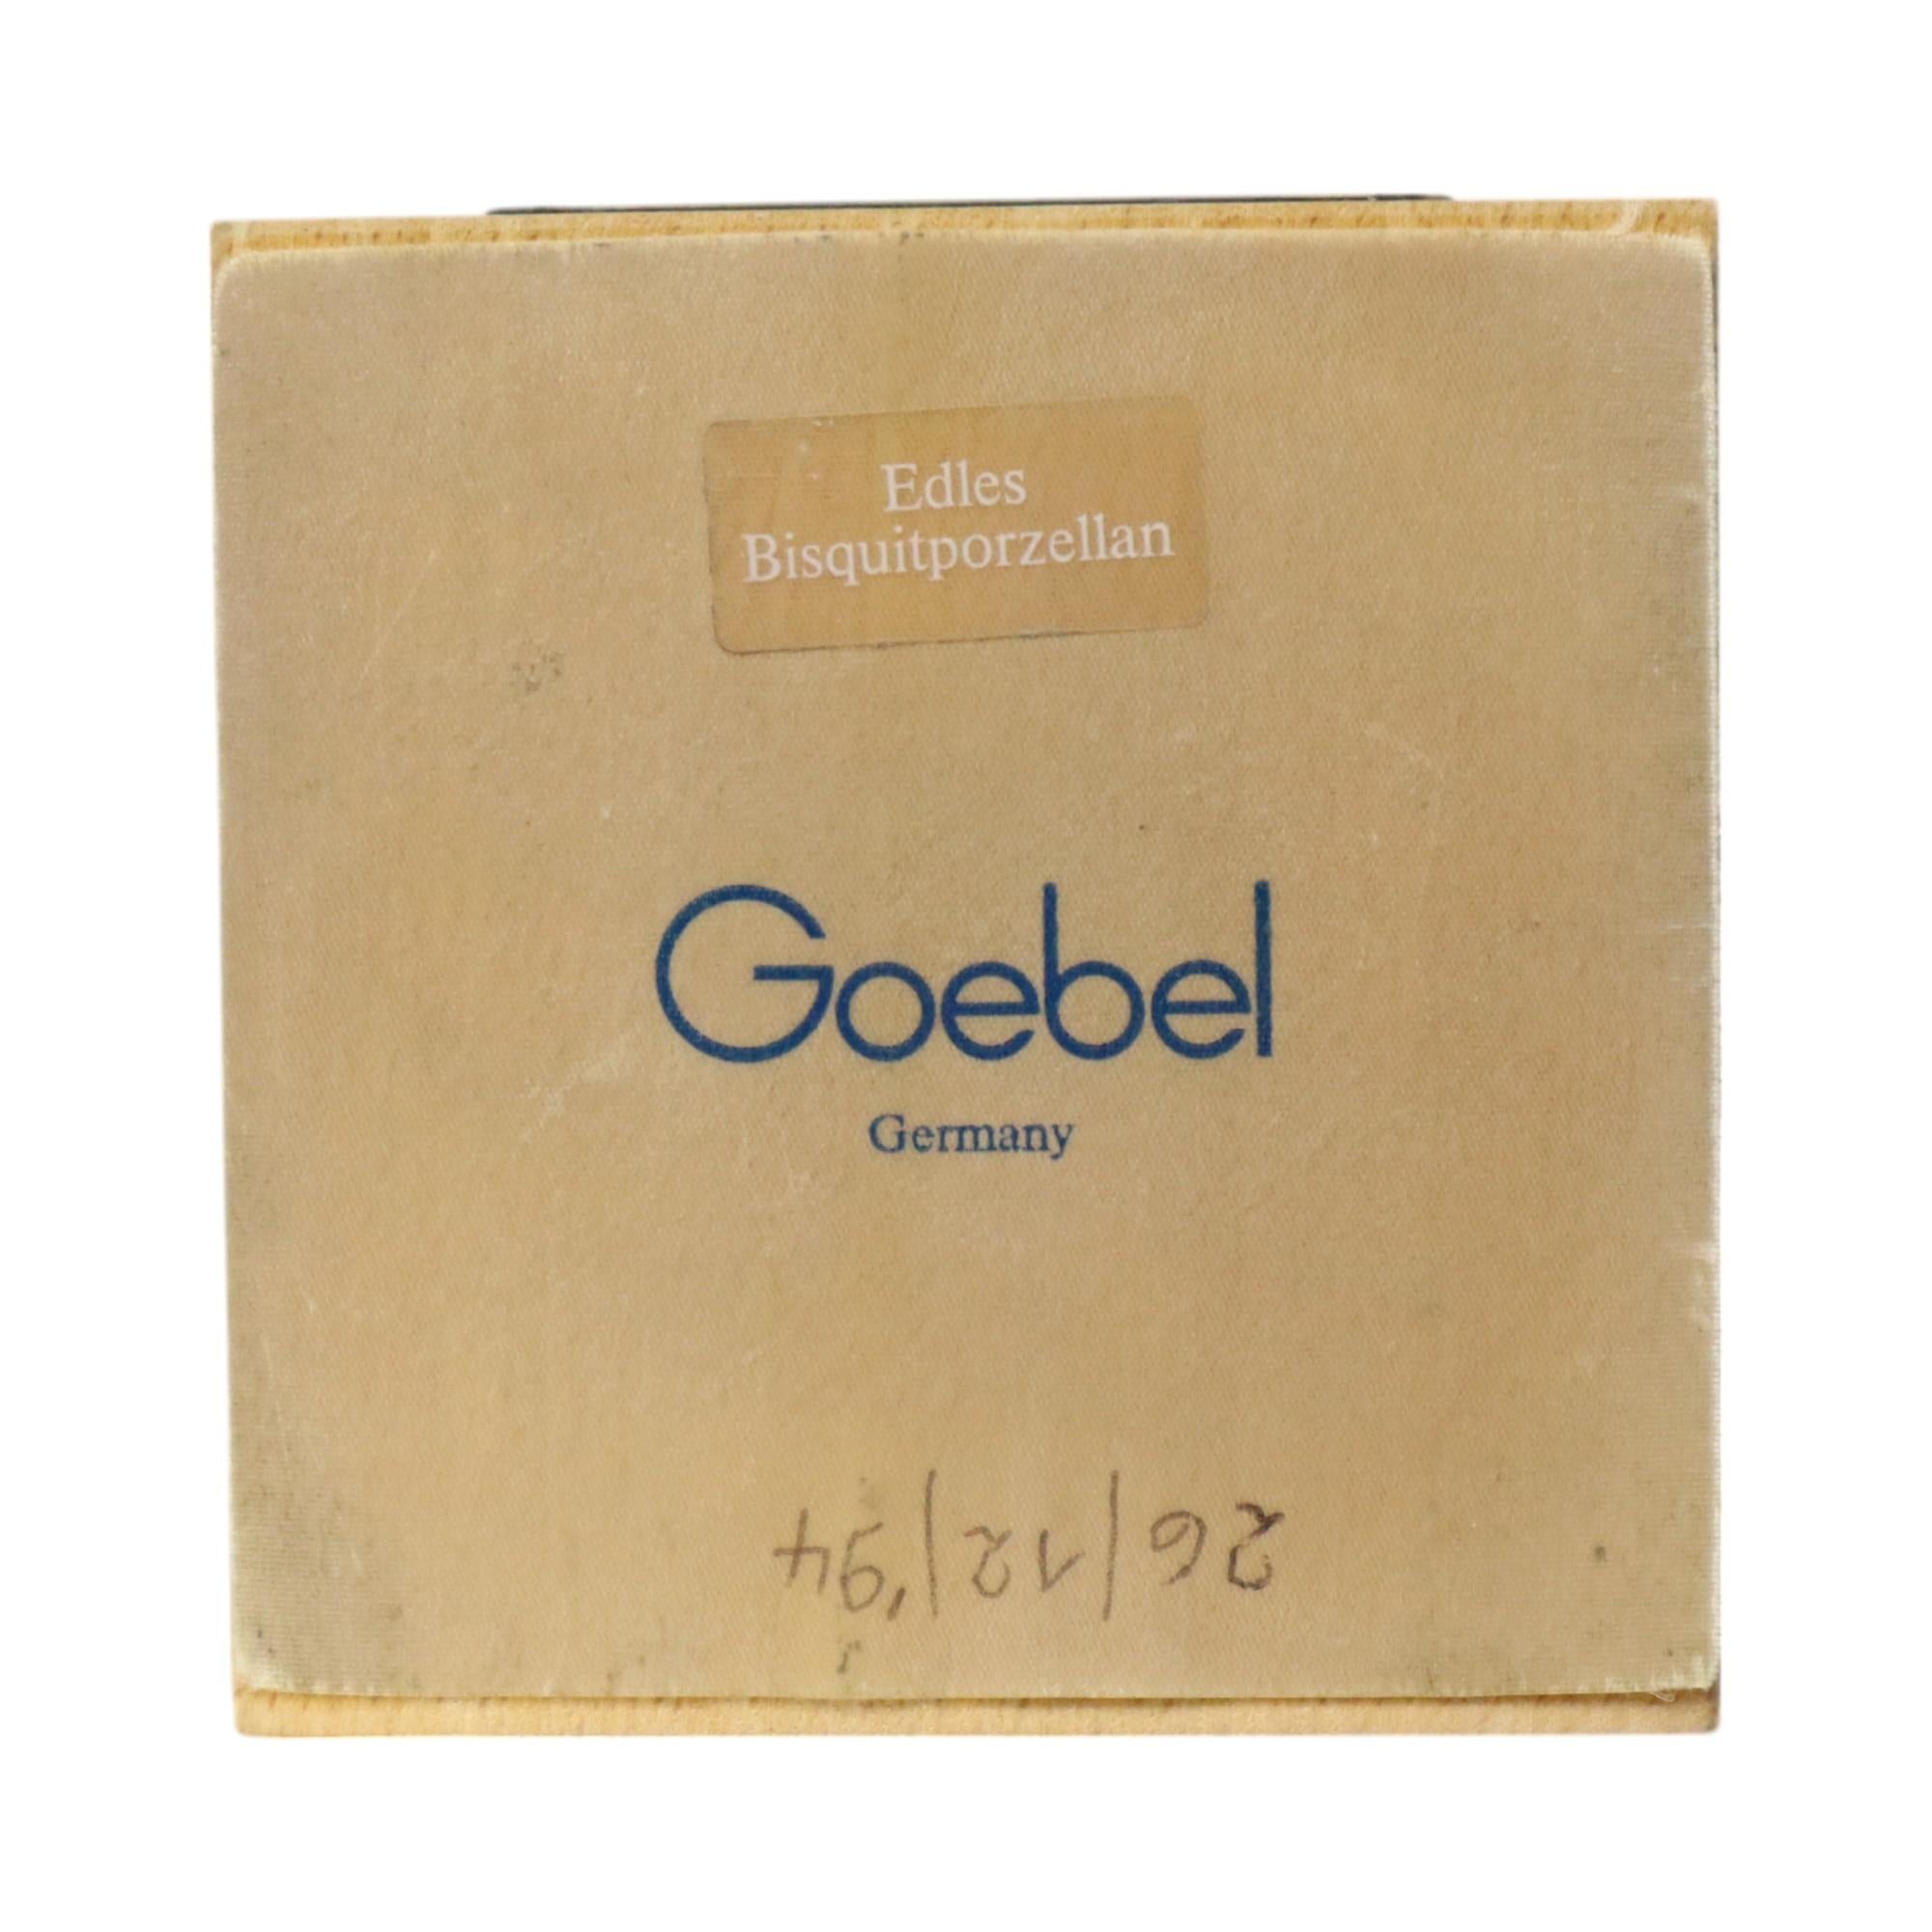 Edles
Bisquitporzellan
Goebel
Germany
26/12/'94